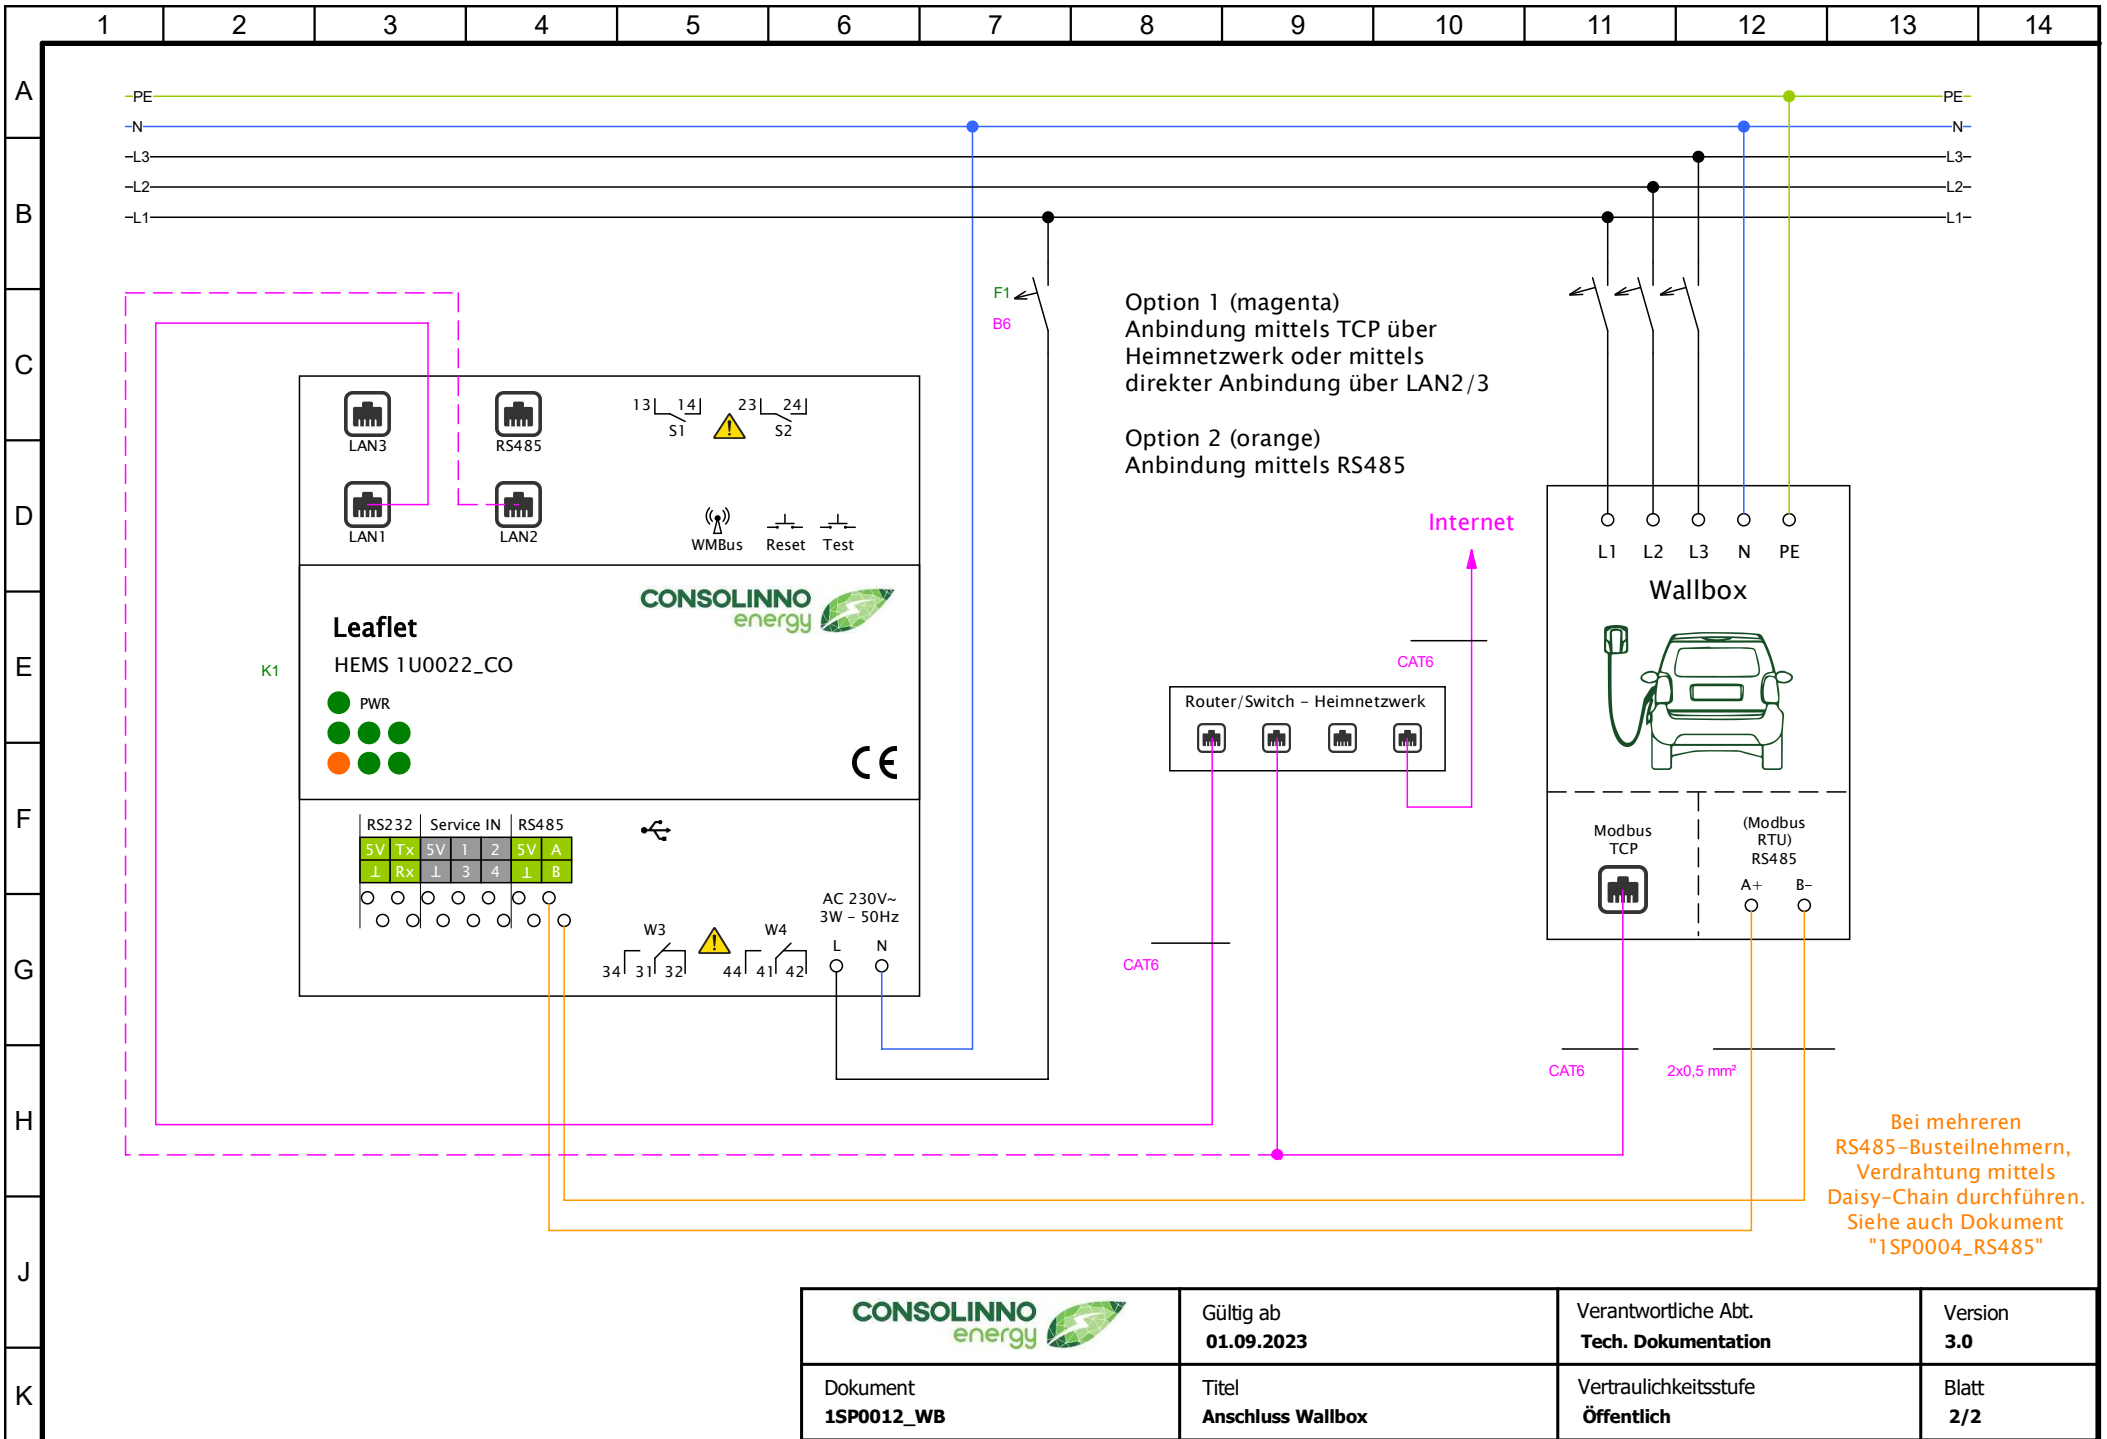 1 2 3 4 5 6 7 8 9 10 11 12 13 14
A
B
C
D
E
F
G
H
J
K
PE PE
N N
L3 L3
L2 L2
L1 L1
F1
B6
Option 1 (magenta)
Anbindung mittels TCP über
Heimnetzwerk oder mittels
direkter Anbindung über LAN2/3
Option 2 (orange)
Anbindung mittels RS485
LAN3 RS485
13 14 23 24
S1 S2
LAN1 LAN2
WMBus Reset Test
CONSOLINNO
energy
Leaflet
HEMS 1U0022_CO
K1
PWR
CE
RS232 Service IN RS485
5V Tx 5V 1 2 5V A
⊥ Rx ⊥ 3 4 ⊥ B
AC 230V~
3W – 50Hz
L N
W3 W4
34 31 32 44 41 42
Internet
CAT6
Router/Switch – Heimnetzwerk
CAT6
L1 L2 L3 N PE
Wallbox
Modbus
TCP
(Modbus
RTU)
RS485
A+ B–
CAT6
2x0,5 mm²
Bei mehreren
RS485–Busteilnehmern,
Verdrahtung mittels
Daisy–Chain durchführen.
Siehe auch Dokument
"1SP0004_RS485"
CONSOLINNO
energy
Gültig ab
01.09.2023
Verantwortliche Abt.
Tech. Dokumentation
Version
3.0
Dokument
1SP0012_WB
Titel
Anschluss Wallbox
Vertraulichkeitsstufe
Öffentlich
Blatt
2/2